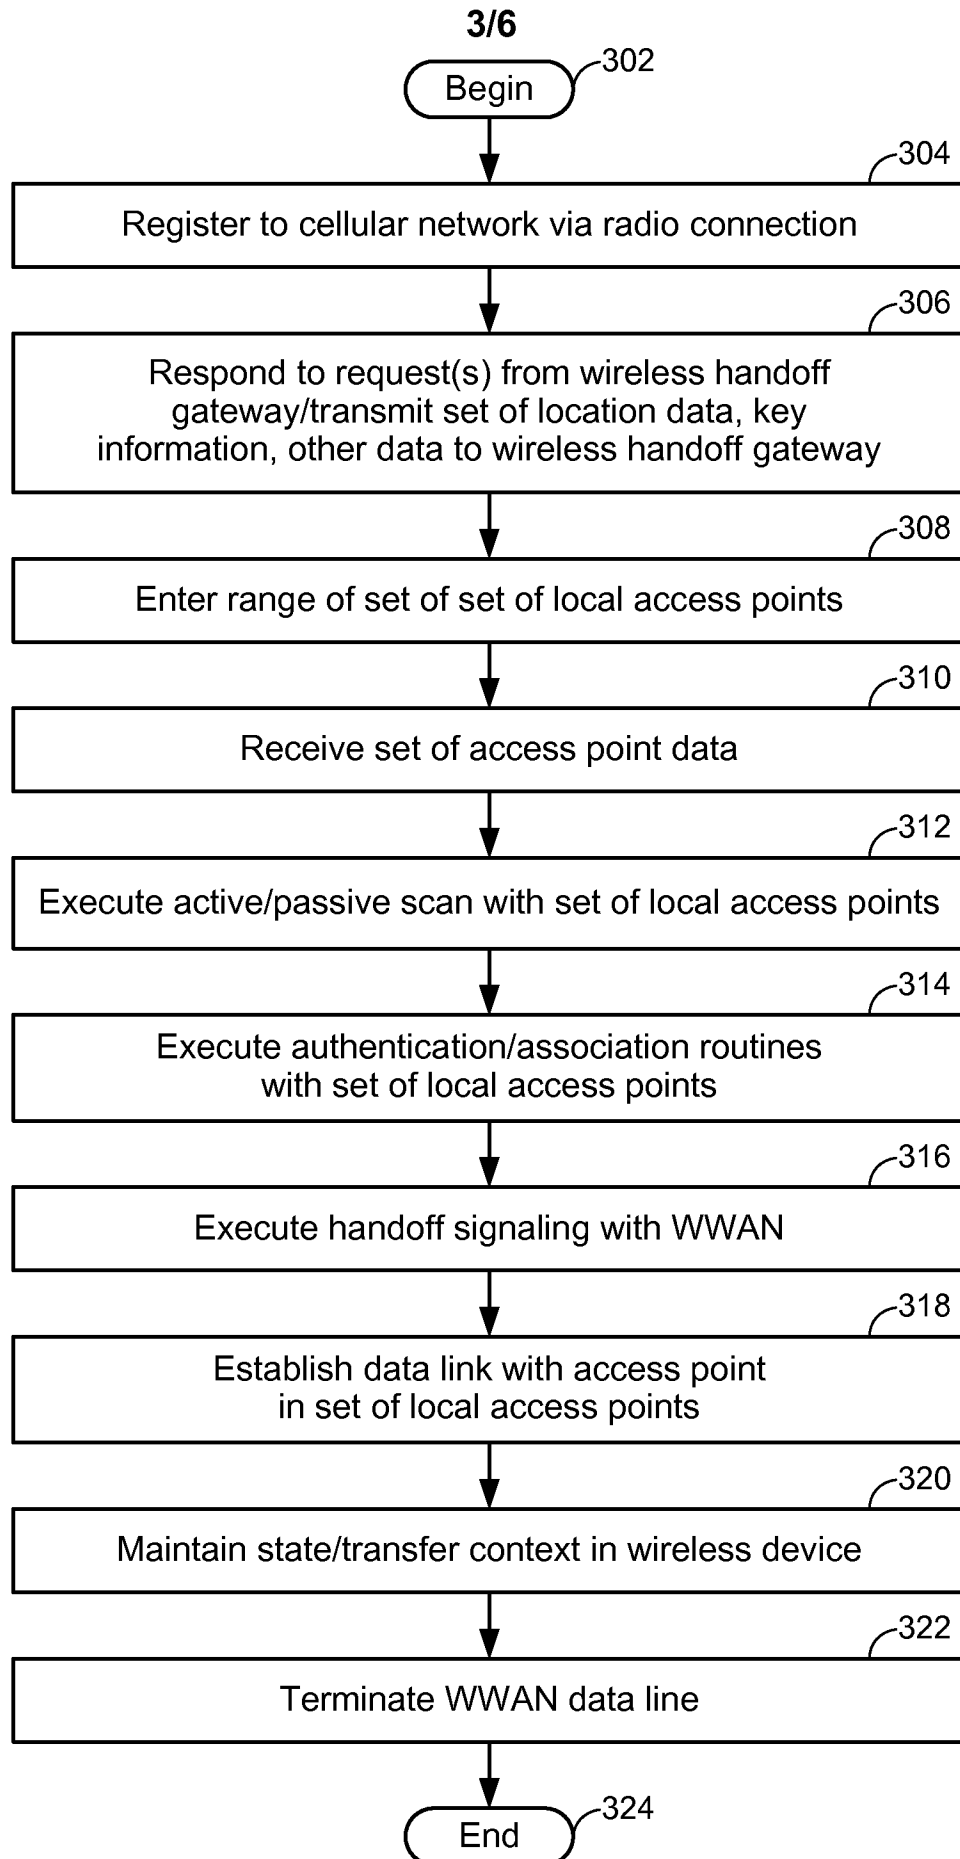 3/6
Begin
302
304
Register to cellular network via radio connection
306
Respond to request(s) from wireless handoff
gateway/transmit set of location data, key
information, other data to wireless handoff gateway
308
Enter range of set of set of local access points
310
Receive set of access point data
312
Execute active/passive scan with set of local access points
314
Execute authentication/association routines
with set of local access points
316
Execute handoff signaling with WWAN
318
Establish data link with access point
in set of local access points
320
Maintain state/transfer context in wireless device
322
Terminate WWAN data line
324
End